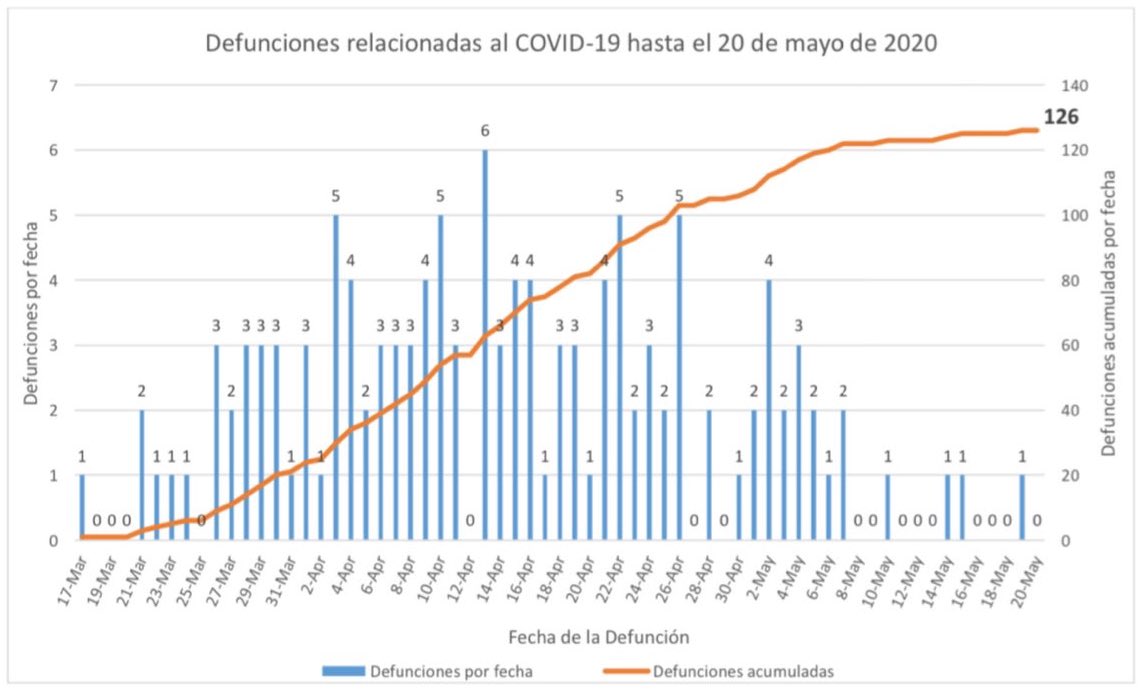 Defunciones relacionadas al COVID-19 hasta el 20 de mayo de 2020
Defunciones por fecha
7
6
5
4
3
2
1
0
1 0 0 0 2 1 1 1 0 3 2 3 3 3 1 3 1 5 4 2 3 3 3 4 5 3 0 6 3 4 4 1 3 3 1 4 5 2 3 2 5 0 2 0 1 2 4 2 3 2 1 2 0 0 1 0 0 0 1 1 0 0 0 1 0
126
140
120
100
80
60
40
20
0
Defunciones acumuladas por fecha
17-Mar 19-Mar 21-Mar 23-Mar 25-Mar 27-Mar 29-Mar 31-Mar 2-Apr 4-Apr 6-Apr 8-Apr 10-Apr 12-Apr 14-Apr 16-Apr 18-Apr 20-Apr 22-Apr 24-Apr 26-Apr 28-Apr 30-Apr 2-May 4-May 6-May 8-May 10-May 12-May 14-May 16-May 18-May 20-May
Fecha de la Defunción
Defunciones por fecha Defunciones acumuladas